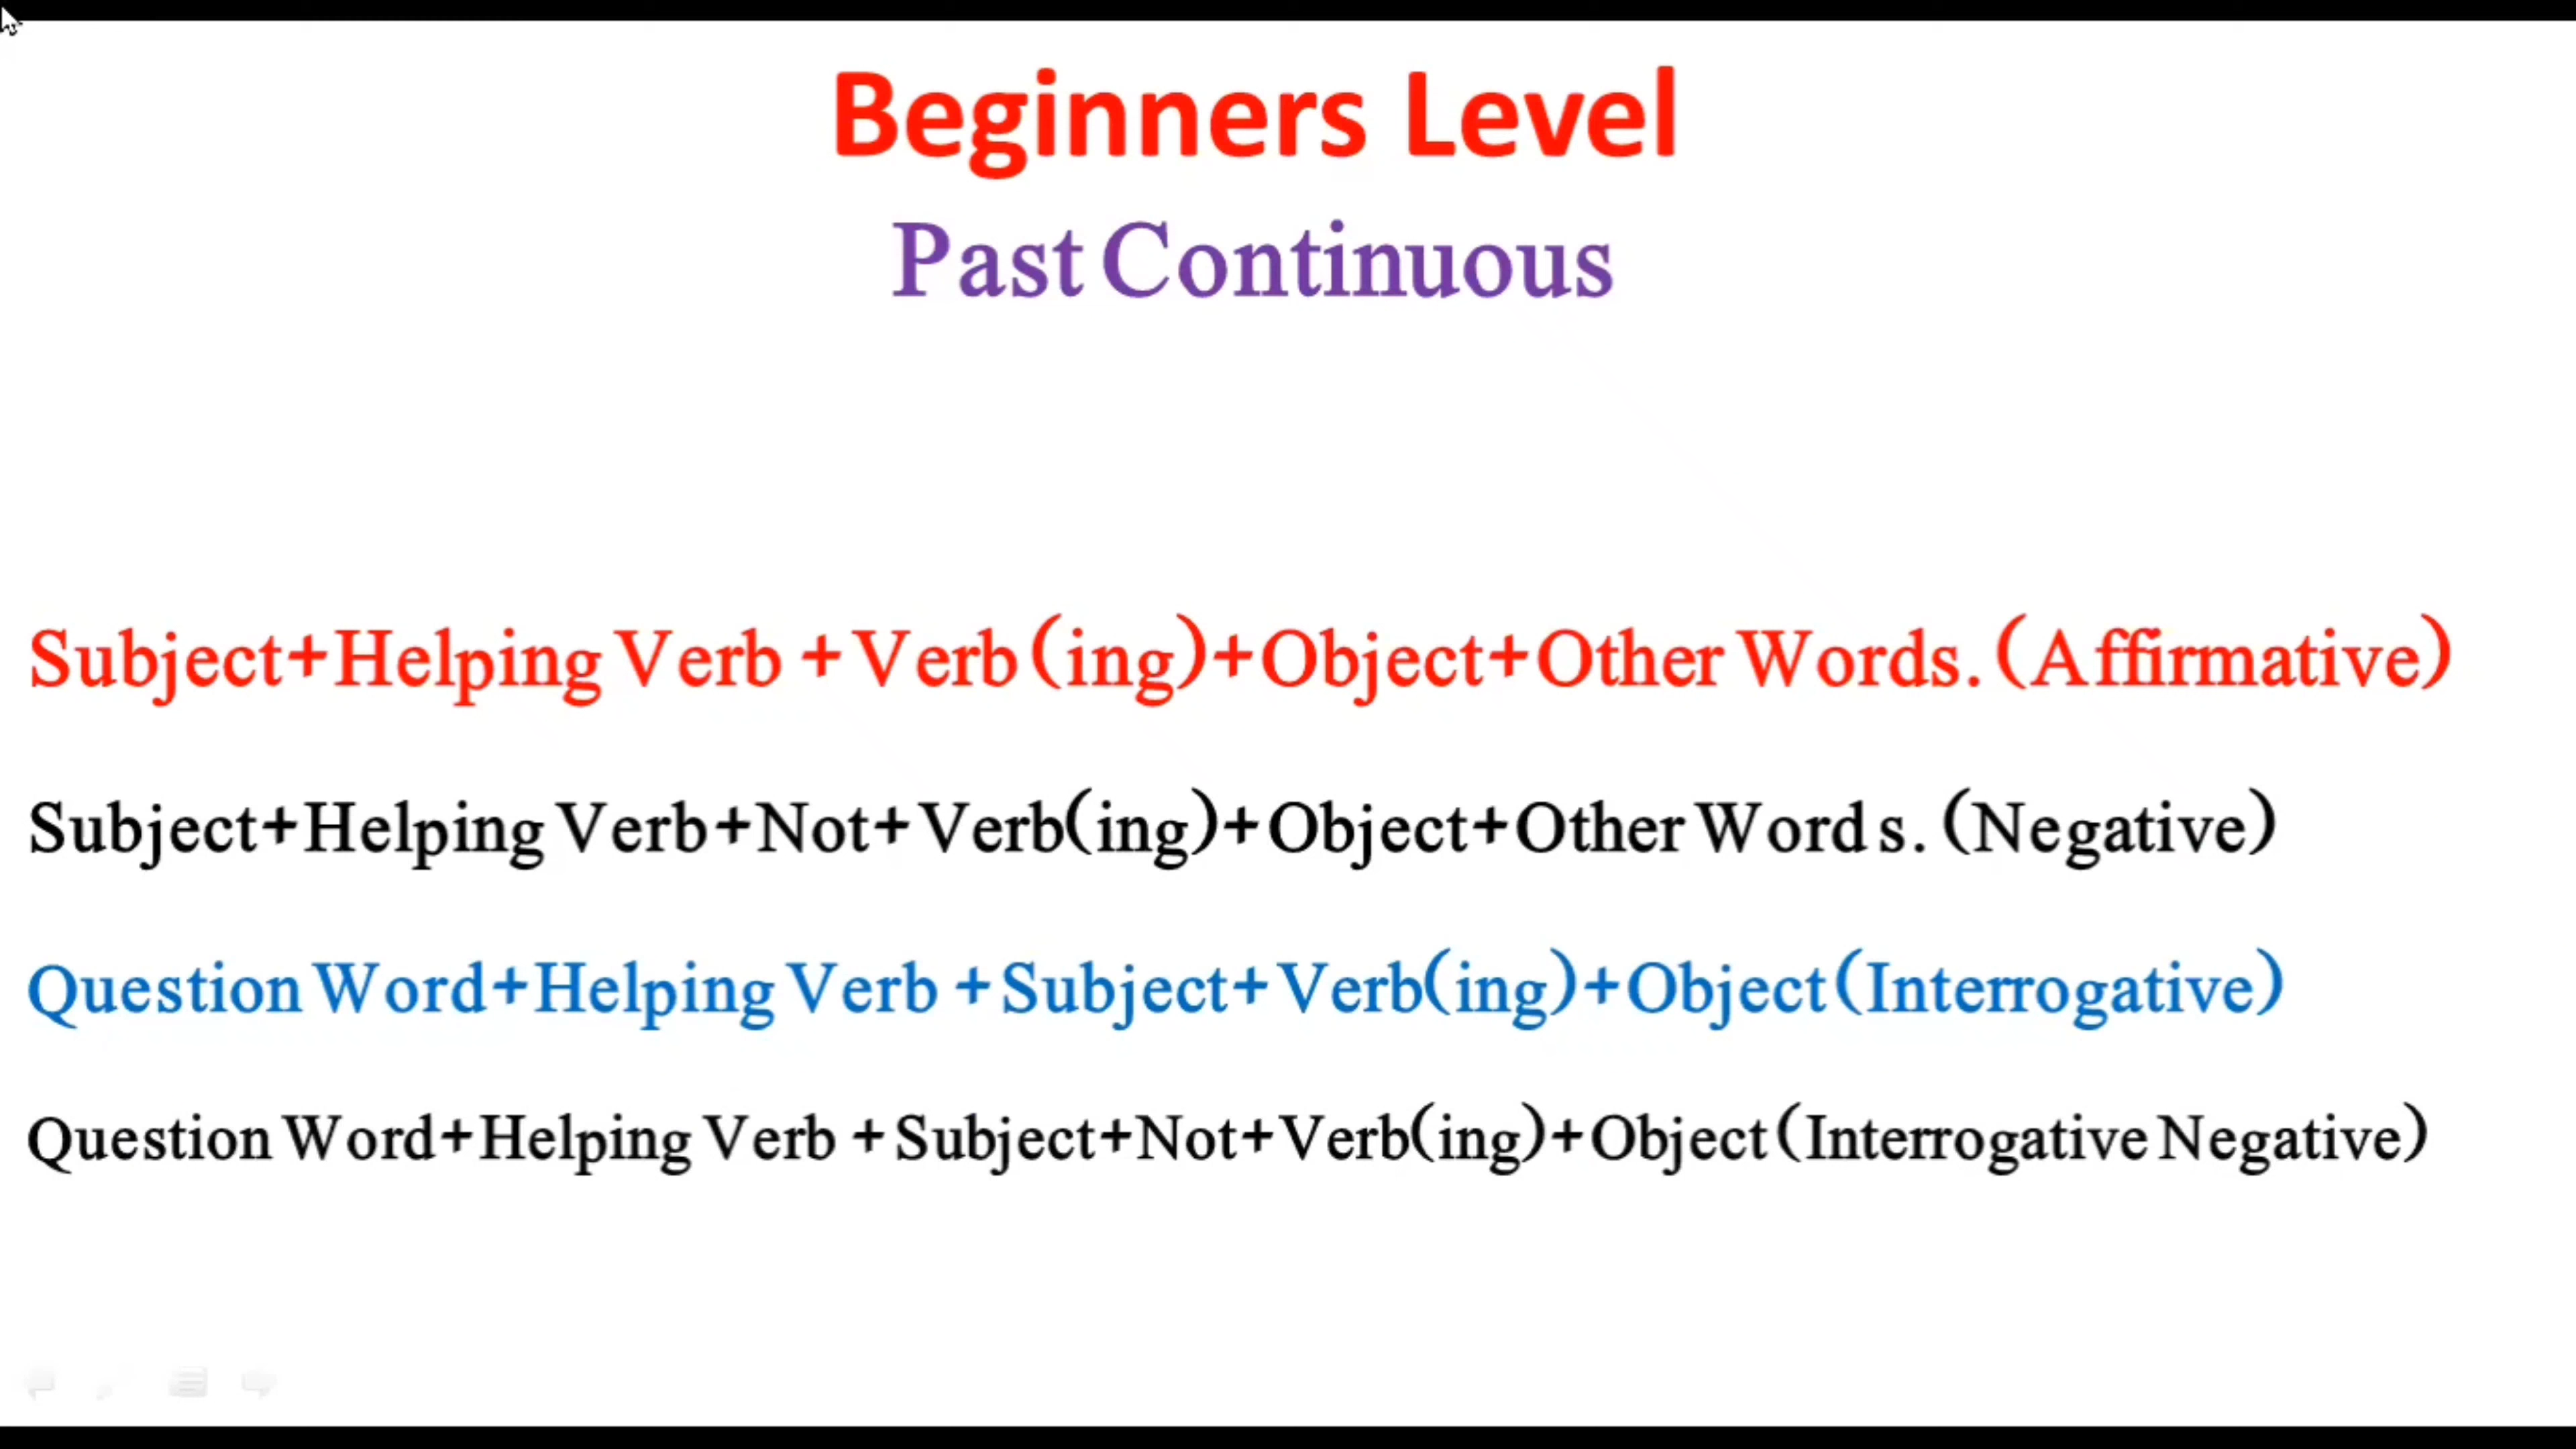 Beginners Level
Past Continuous
Subject+Helping Verb +Verb (ing)+Object+Other Words. (Affirmative)
Subject+Helping Verb+Not+Verb(ing)+Object+Other Words. (Negative)
Question Word+Helping Verb +Subject+Verb(ing)+Object (Interrogative)
Question Word+Helping Verb +Subject+Not+Verb(ing)+Object (Interrogative Negative)